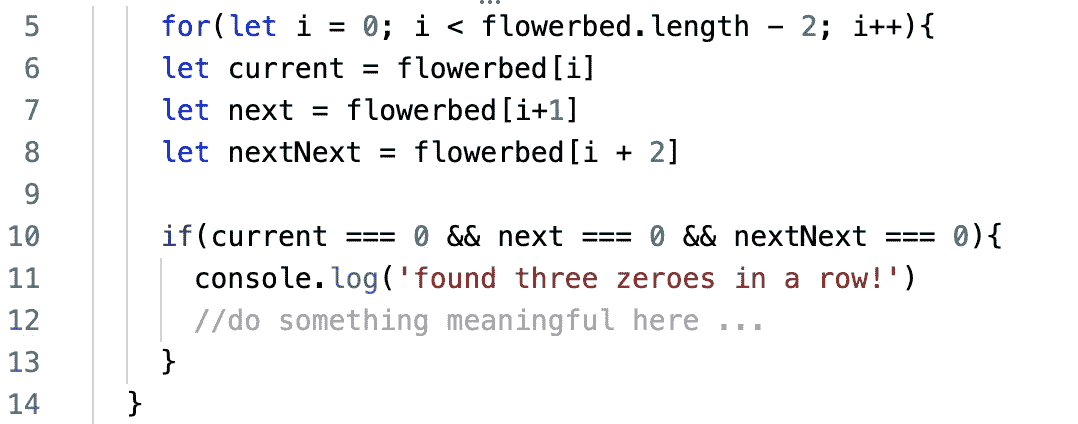 5 for(let i = 0; i < flowerbed.length - 2; i++){
6 let current = flowerbed[i]
7 let next = flowerbed[i+1]
8 let nextNext = flowerbed[i + 2]
9
10 if(current === 0 && next === 0 && nextNext === 0){
11 console.log('found three zeroes in a row!')
12 //do something meaningful here ...
13 }
14 }